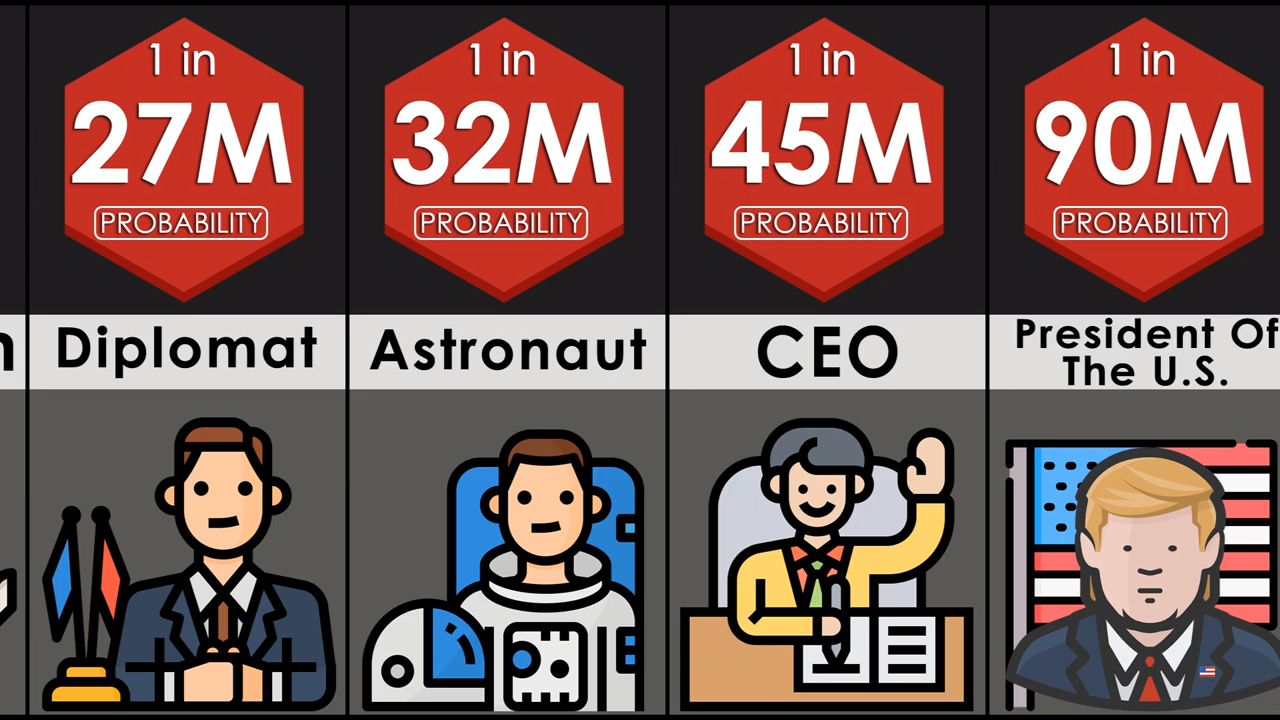 1 in
27M
PROBABILITY
Diplomat
1 in
32M
PROBABILITY
Astronaut
1 in
45M
PROBABILITY
CEO
1 in
90M
PROBABILITY
President Of
The U.S.